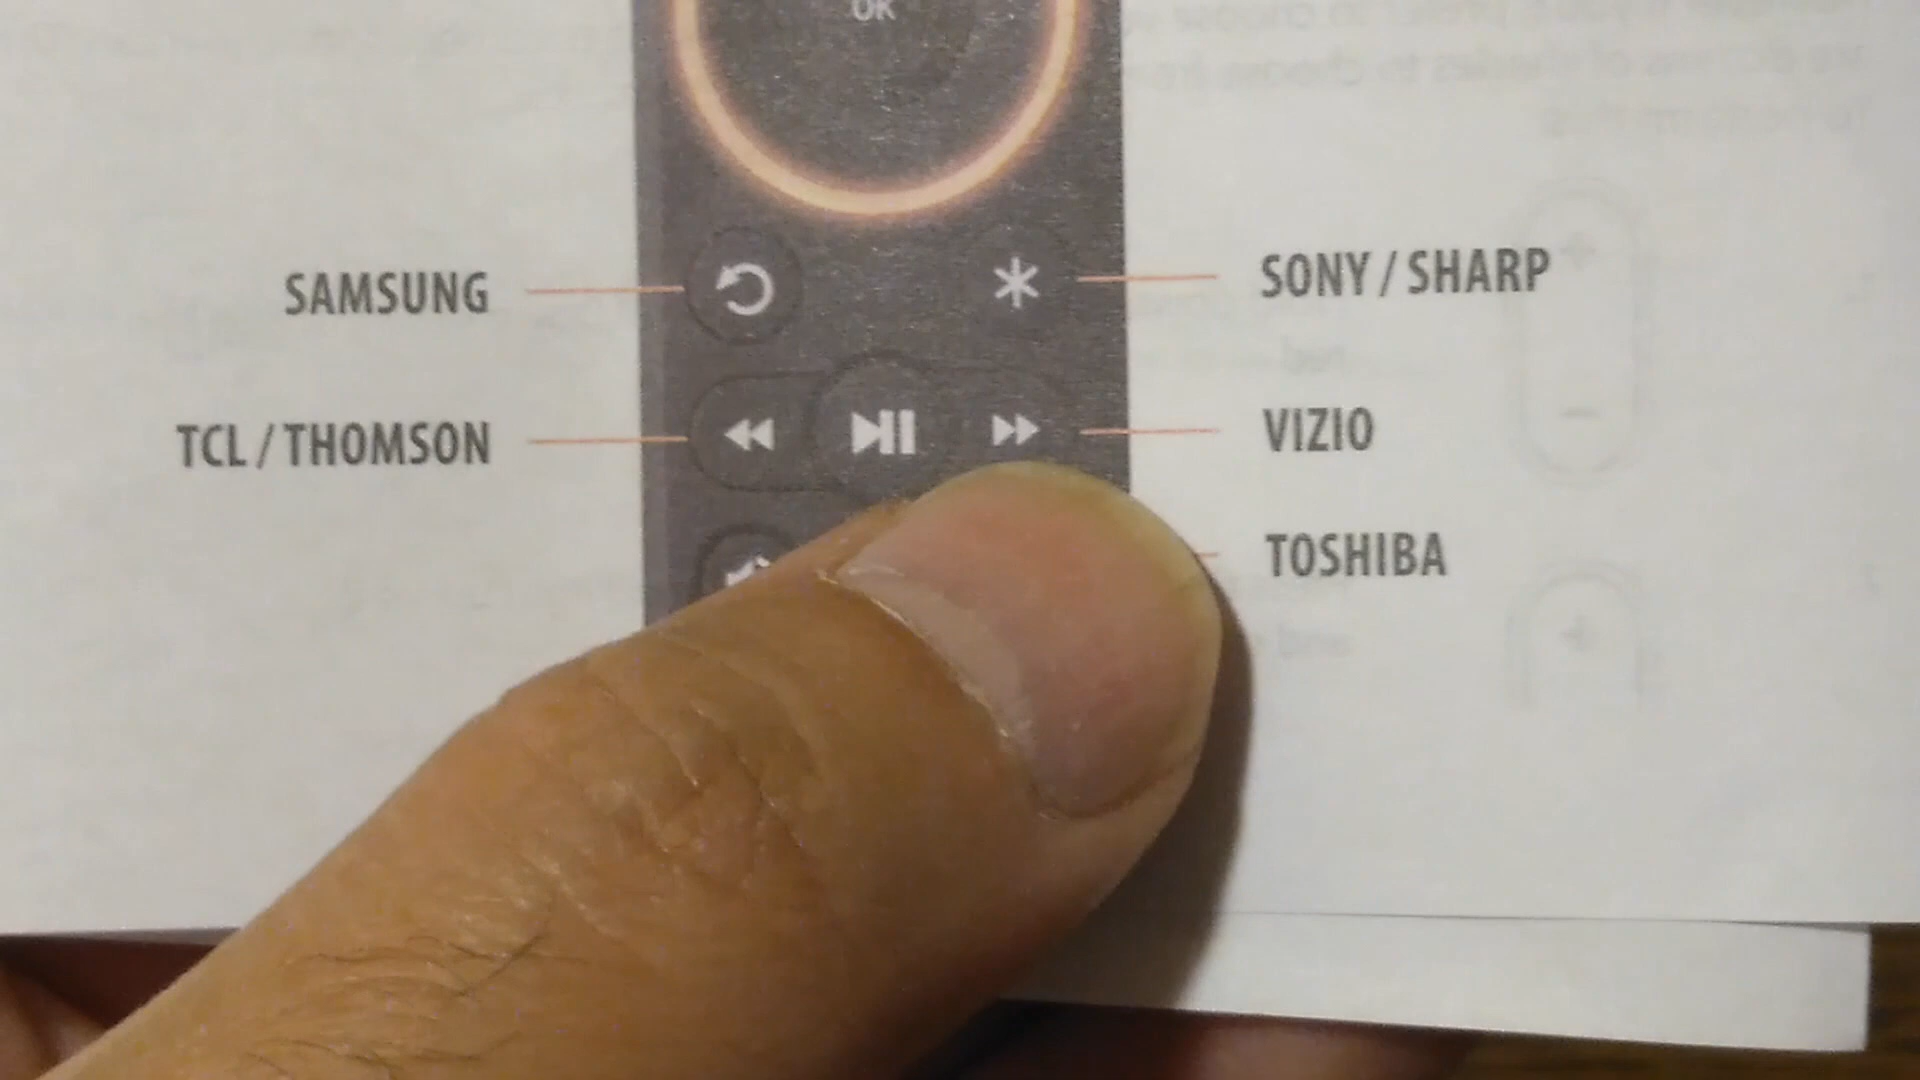 OK
SAMSUNG
SONY / SHARP
TCL / THOMSON
VIZIO
TOSHIBA